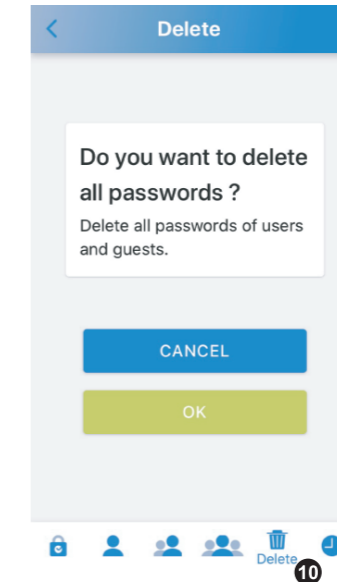 Delete
Do you want to delete
all passwords ?
Delete all passwords of users
and guests.
CANCEL
OK
Delete
10